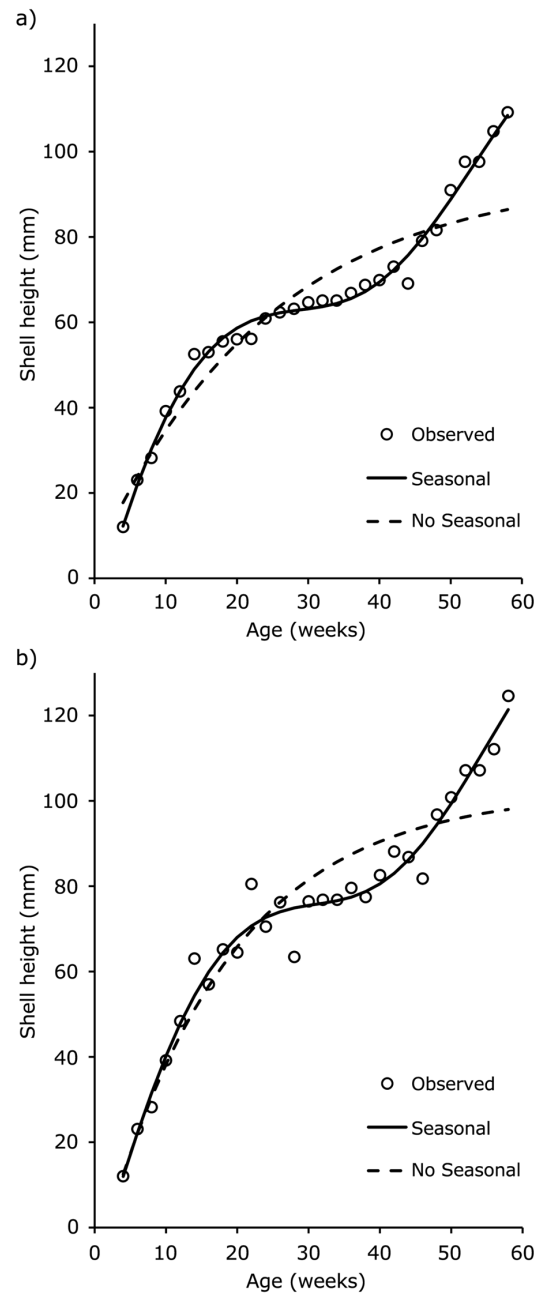 a)
120
100
80
60
40
20
0
Shell height (mm)
Observed
Seasonal
No Seasonal
0 10 20 30 40 50 60
Age (weeks)
b)
120
100
80
60
40
20
0
Shell height (mm)
Observed
Seasonal
No Seasonal
0 10 20 30 40 50 60
Age (weeks)